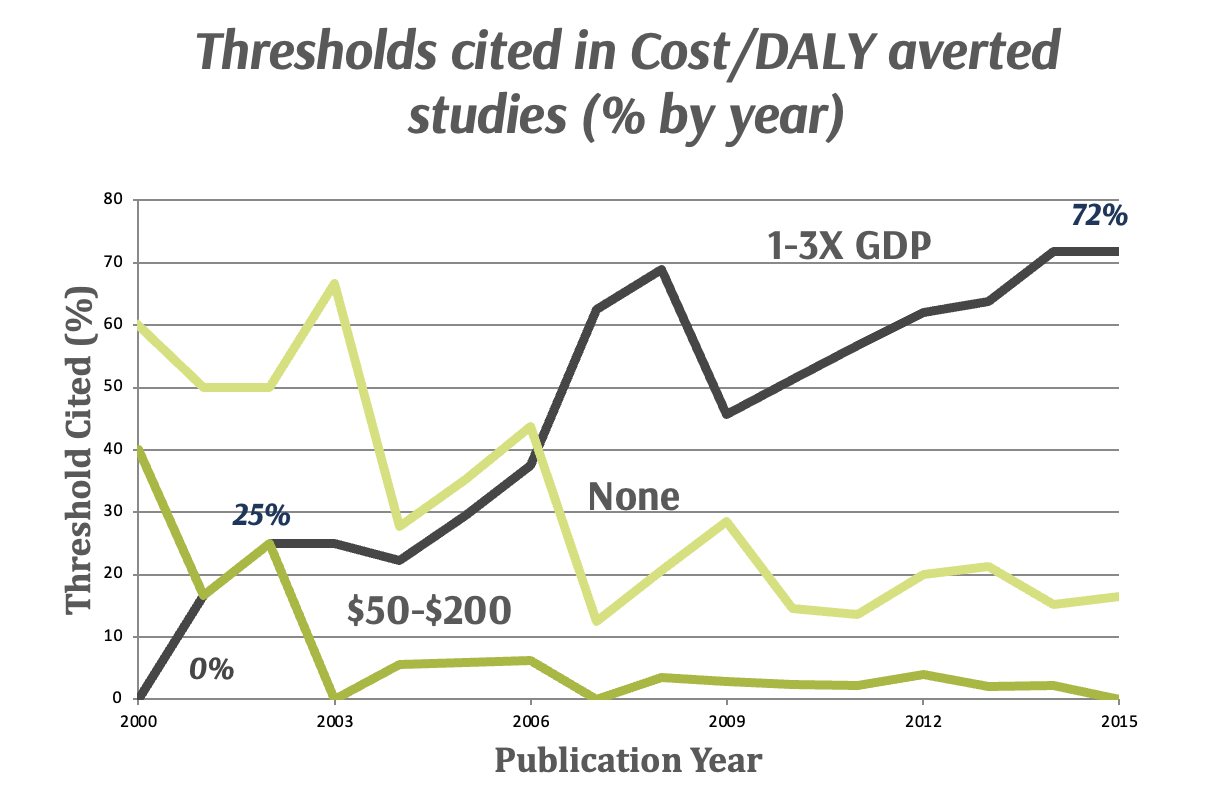 Thresholds cited in Cost/DALY averted
studies (% by year)
80
72%
1-3X GDP
70
60
50
40
None
30
25%
20
$50-$200
10
0%
0
2000 2003 2006 2009 2012 2015
Threshold Cited (%)
Publication Year